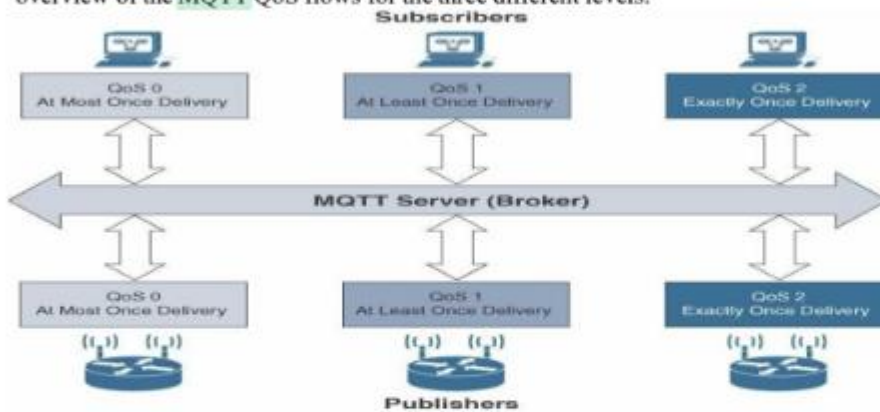 overview of the MQTT QoS flows for the three different levels.
Subscribers
QoS 0
At Most Once Delivery
QoS 1
At Least Once Delivery
QoS 2
Exactly Once Delivery
MQTT Server (Broker)
QoS 0
At Most Once Delivery
QoS 1
At Least Once Delivery
QoS 2
Exactly Once Delivery
Publishers